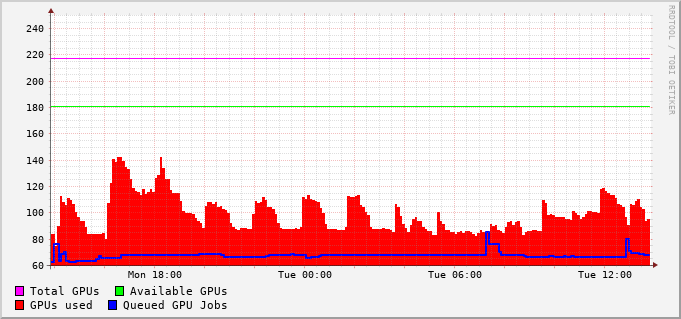 240
220
200
180
160
140
120
100
80
60
Mon 18:00 Tue 00:00 Tue 06:00 Tue 12:00
Total GPUs Available GPUs
GPUs used Queued GPU Jobs
RRDTOOL / TOBI OETIKER